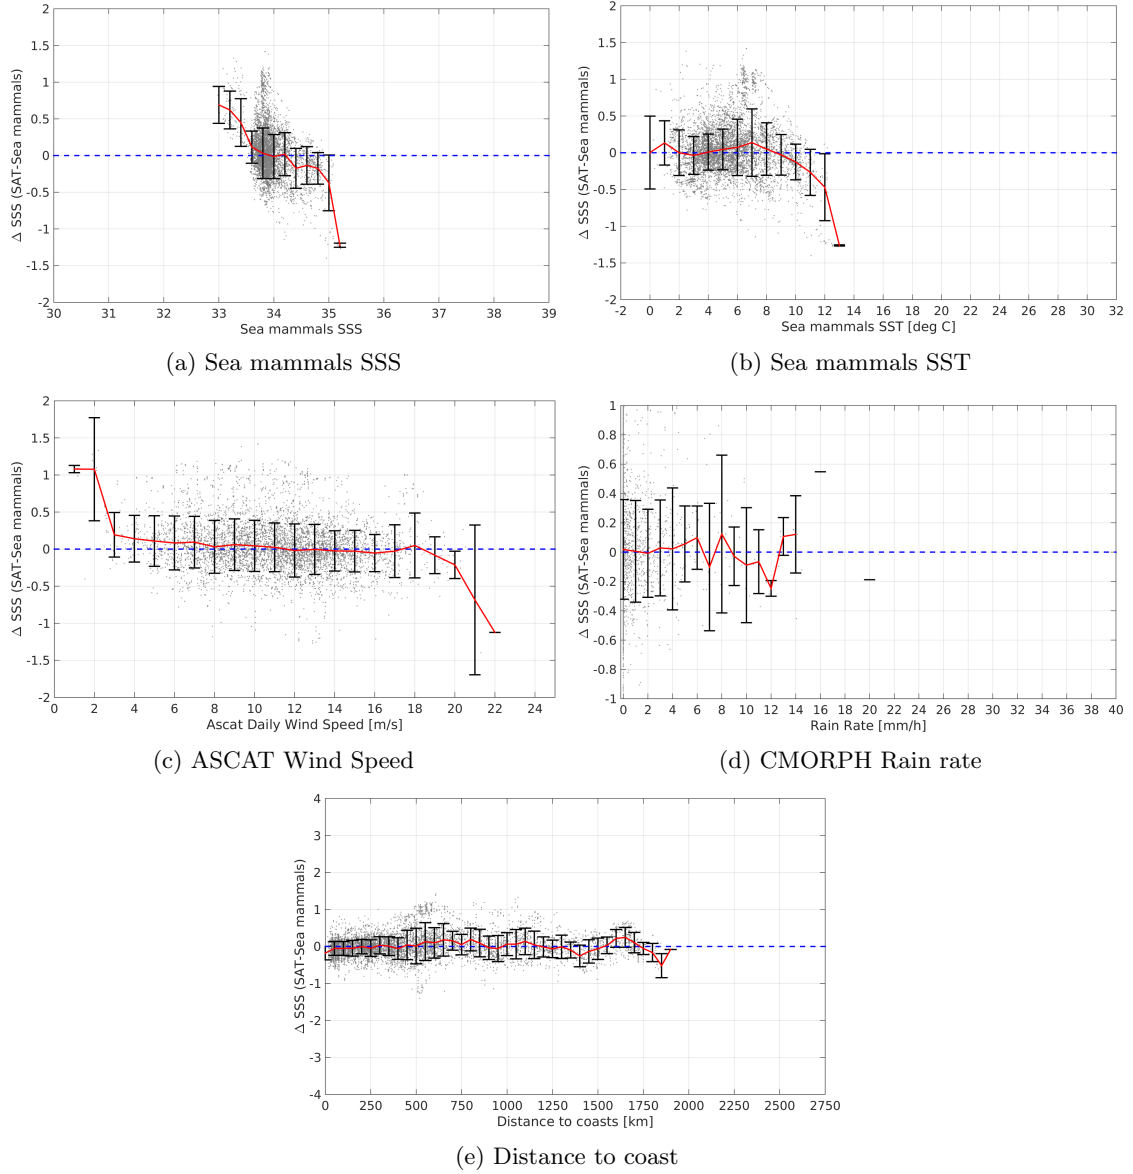 2
1.5
1
0.5
0
-0.5
-1
-1.5
-2
30 31 32 33 34 35 36 37 38 39
Sea mammals SSS
Δ SSS (SAT-Sea mammals)
(a) Sea mammals SSS
2
1.5
1
0.5
0
-0.5
-1
-1.5
-2
-2 0 2 4 6 8 10 12 14 16 18 20 22 24 26 28 30 32
Sea mammals SST [deg C]
Δ SSS (SAT-Sea mammals)
(b) Sea mammals SST
2
1.5
1
0.5
0
-0.5
-1
-1.5
-2
0 2 4 6 8 10 12 14 16 18 20 22 24
Ascat Daily Wind Speed [m/s]
Δ SSS (SAT-Sea mammals)
(c) ASCAT Wind Speed
1
0.8
0.6
0.4
0.2
0
-0.2
-0.4
-0.6
-0.8
-1
0 2 4 6 8 10 12 14 16 18 20 22 24 26 28 30 32 34 36 38 40
Rain Rate [mm/h]
Δ SSS (SAT-Sea mammals)
(d) CMORPH Rain rate
4
3
2
1
0
-1
-2
-3
-4
0 250 500 750 1000 1250 1500 1750 2000 2250 2500 2750
Distance to coasts [km]
Δ SSS (SAT-Sea mammals)
(e) Distance to coast